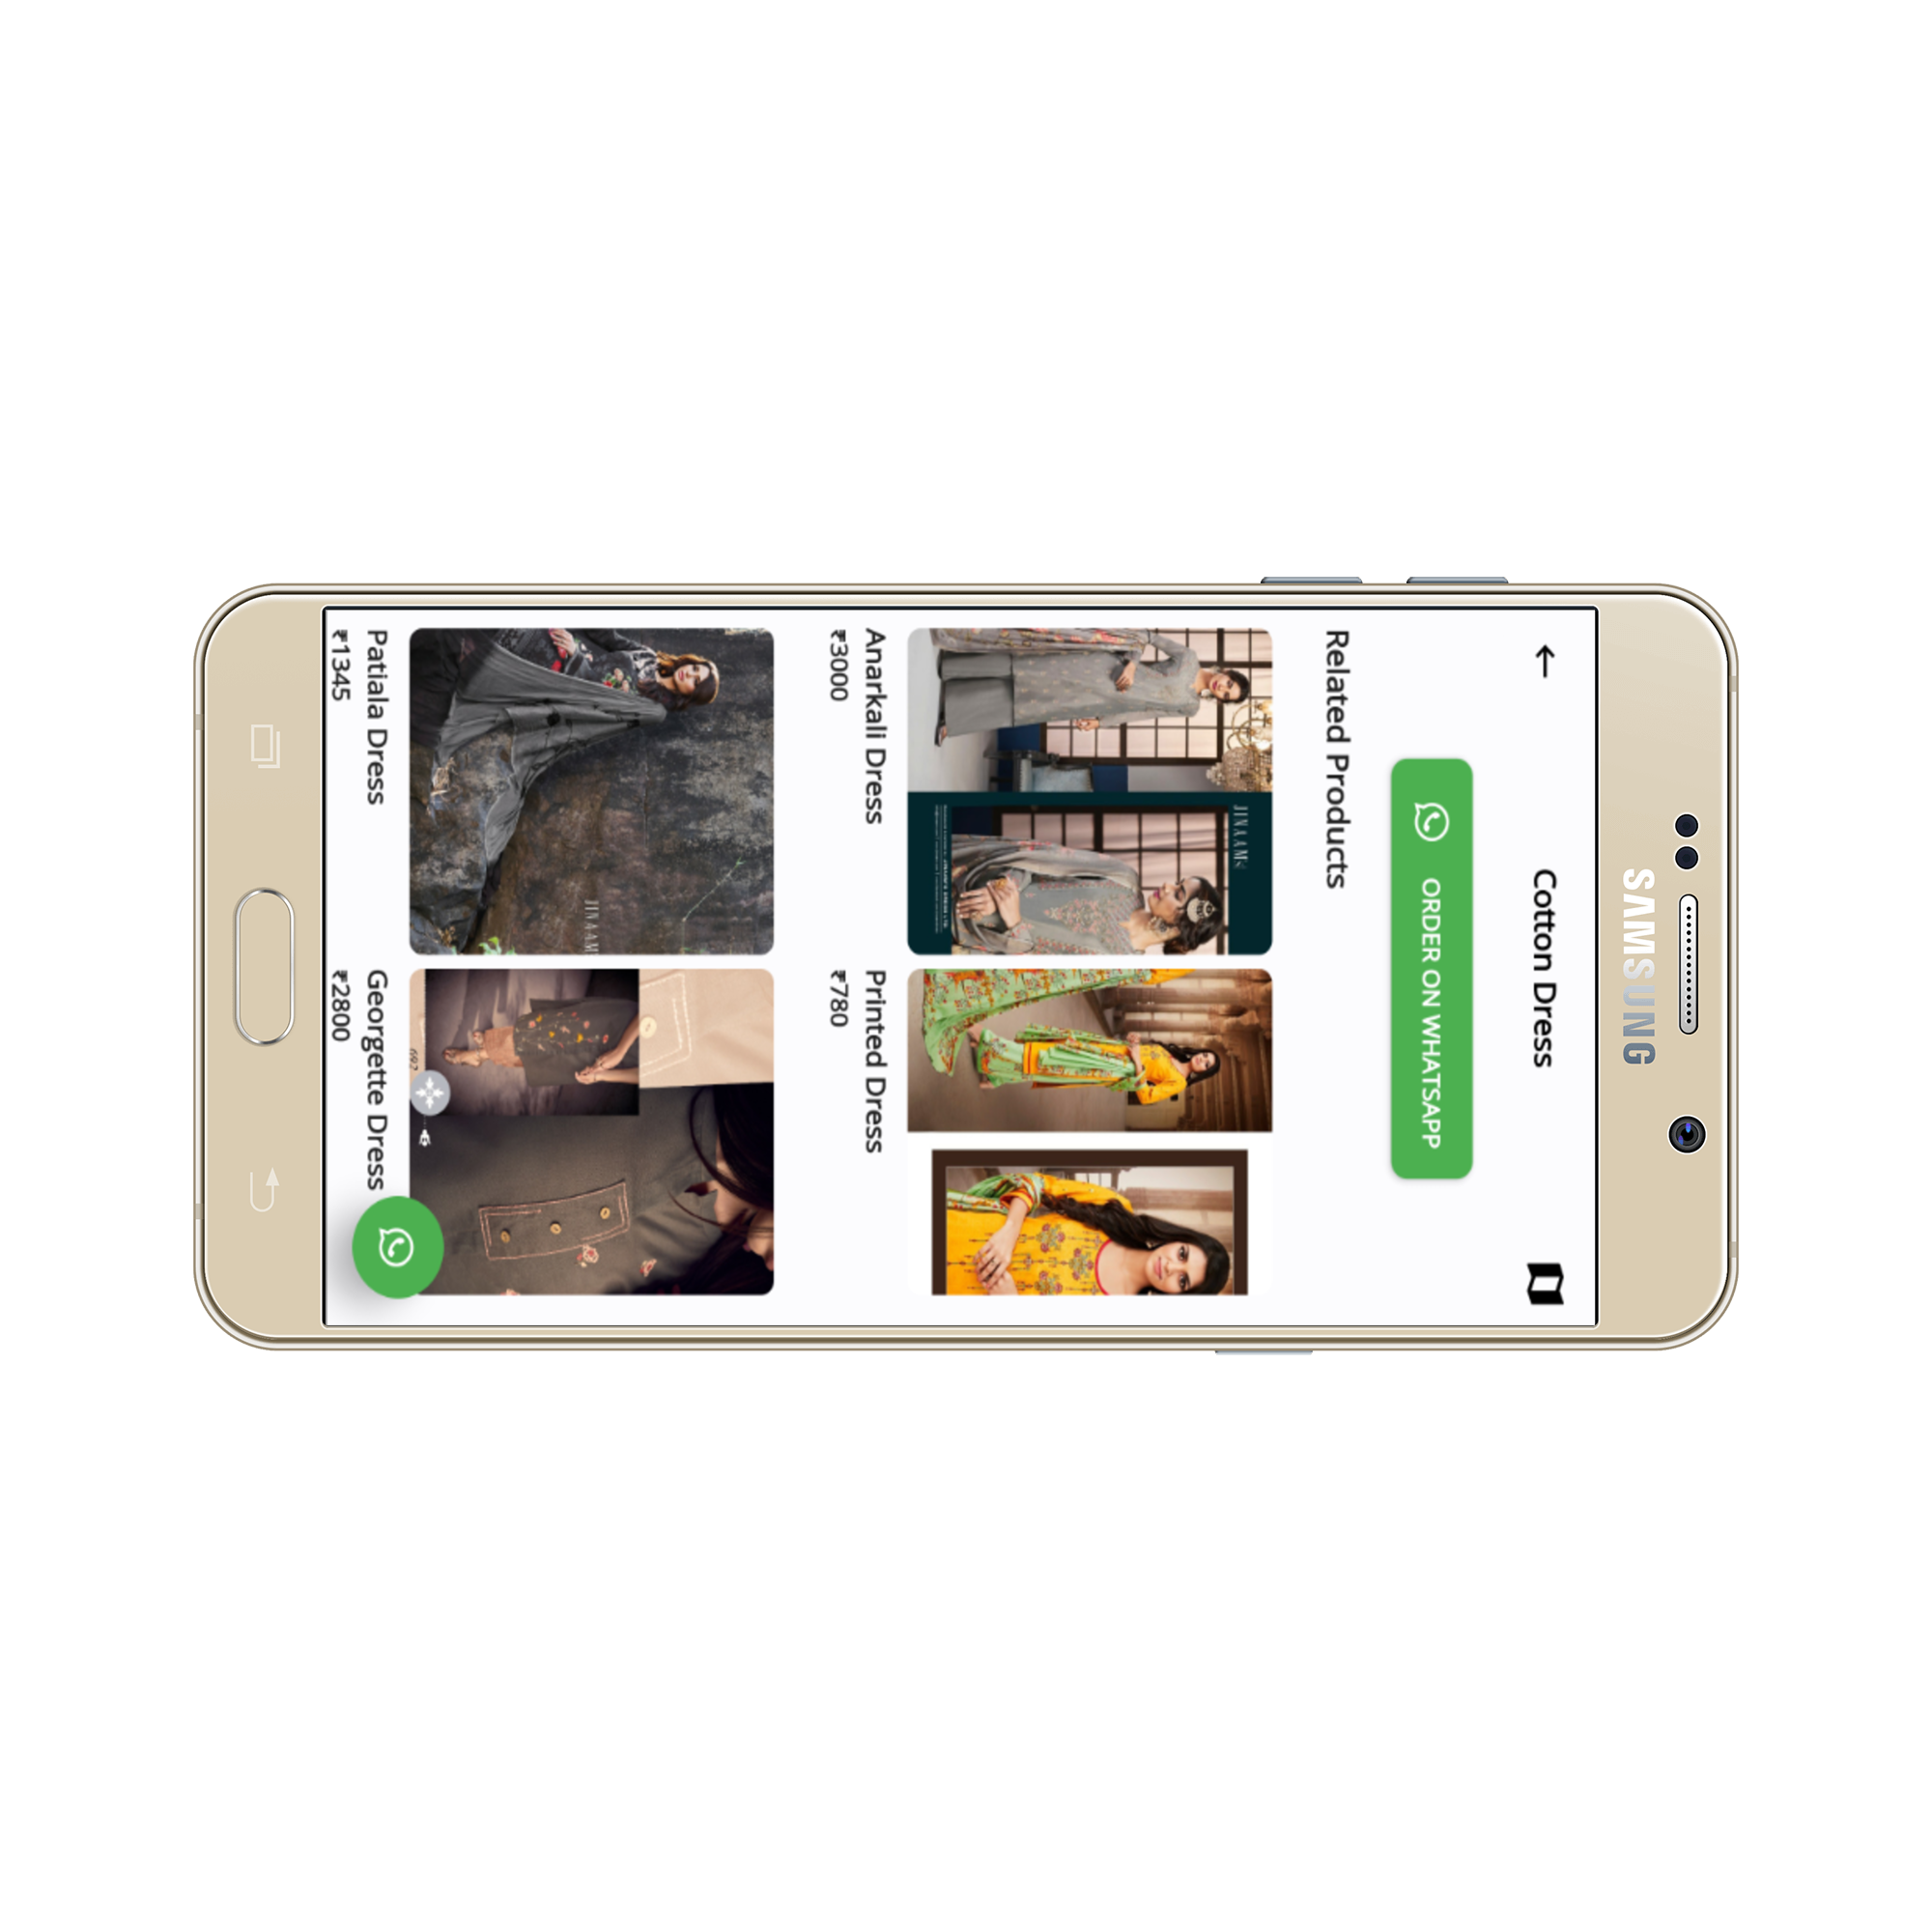 SAMSUNG
Cotton Dress
ORDER ON WHATSAPP
Related Products
JINAAM
Anarkali Dress
₹3000
Printed Dress
₹780
JINAAM
697
Patiala Dress
₹1345
Georgette Dress
₹2800